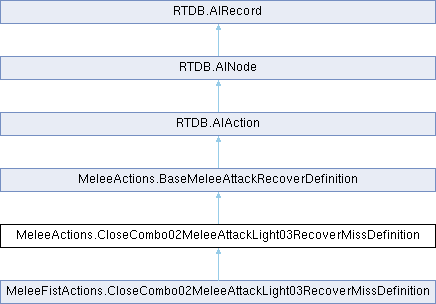 RTDB.AIRecord
RTDB.AINode
RTDB.AIAction
MeleeActions.BaseMeleeAttackRecoverDefinition
MeleeActions.CloseCombo02MeleeAttackLight03RecoverMissDefinition
MeleeFistActions.CloseCombo02MeleeAttackLight03RecoverMissDefinition